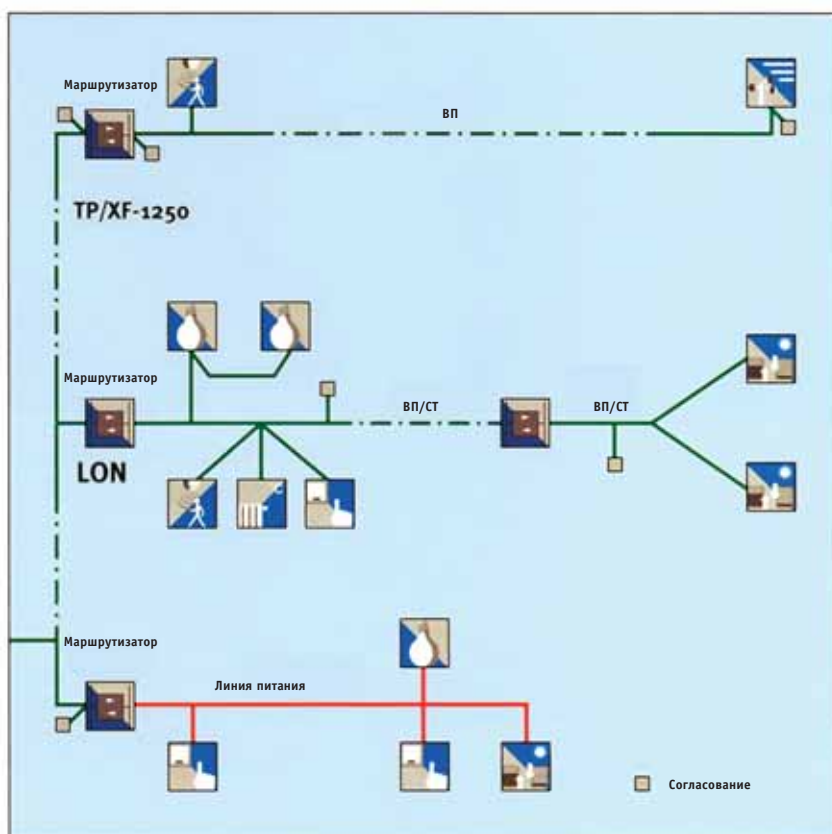 Маршрутизатор
ВП
TP/XF-1250
Маршрутизатор
ВП/СТ
ВП/СТ
LON
Маршрутизатор
Линия питания
Согласование